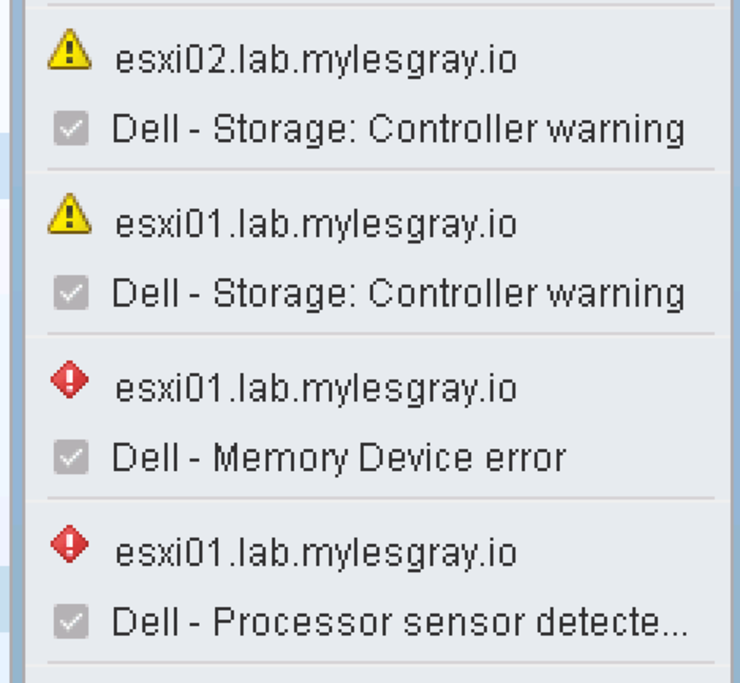 esxi02.lab.mylesgray.io
Dell - Storage: Controller warning
esxi01.lab.mylesgray.io
Dell - Storage: Controller warning
esxi01.lab.mylesgray.io
Dell - Memory Device error
esxi01.lab.mylesgray.io
Dell - Processor sensor detecte...